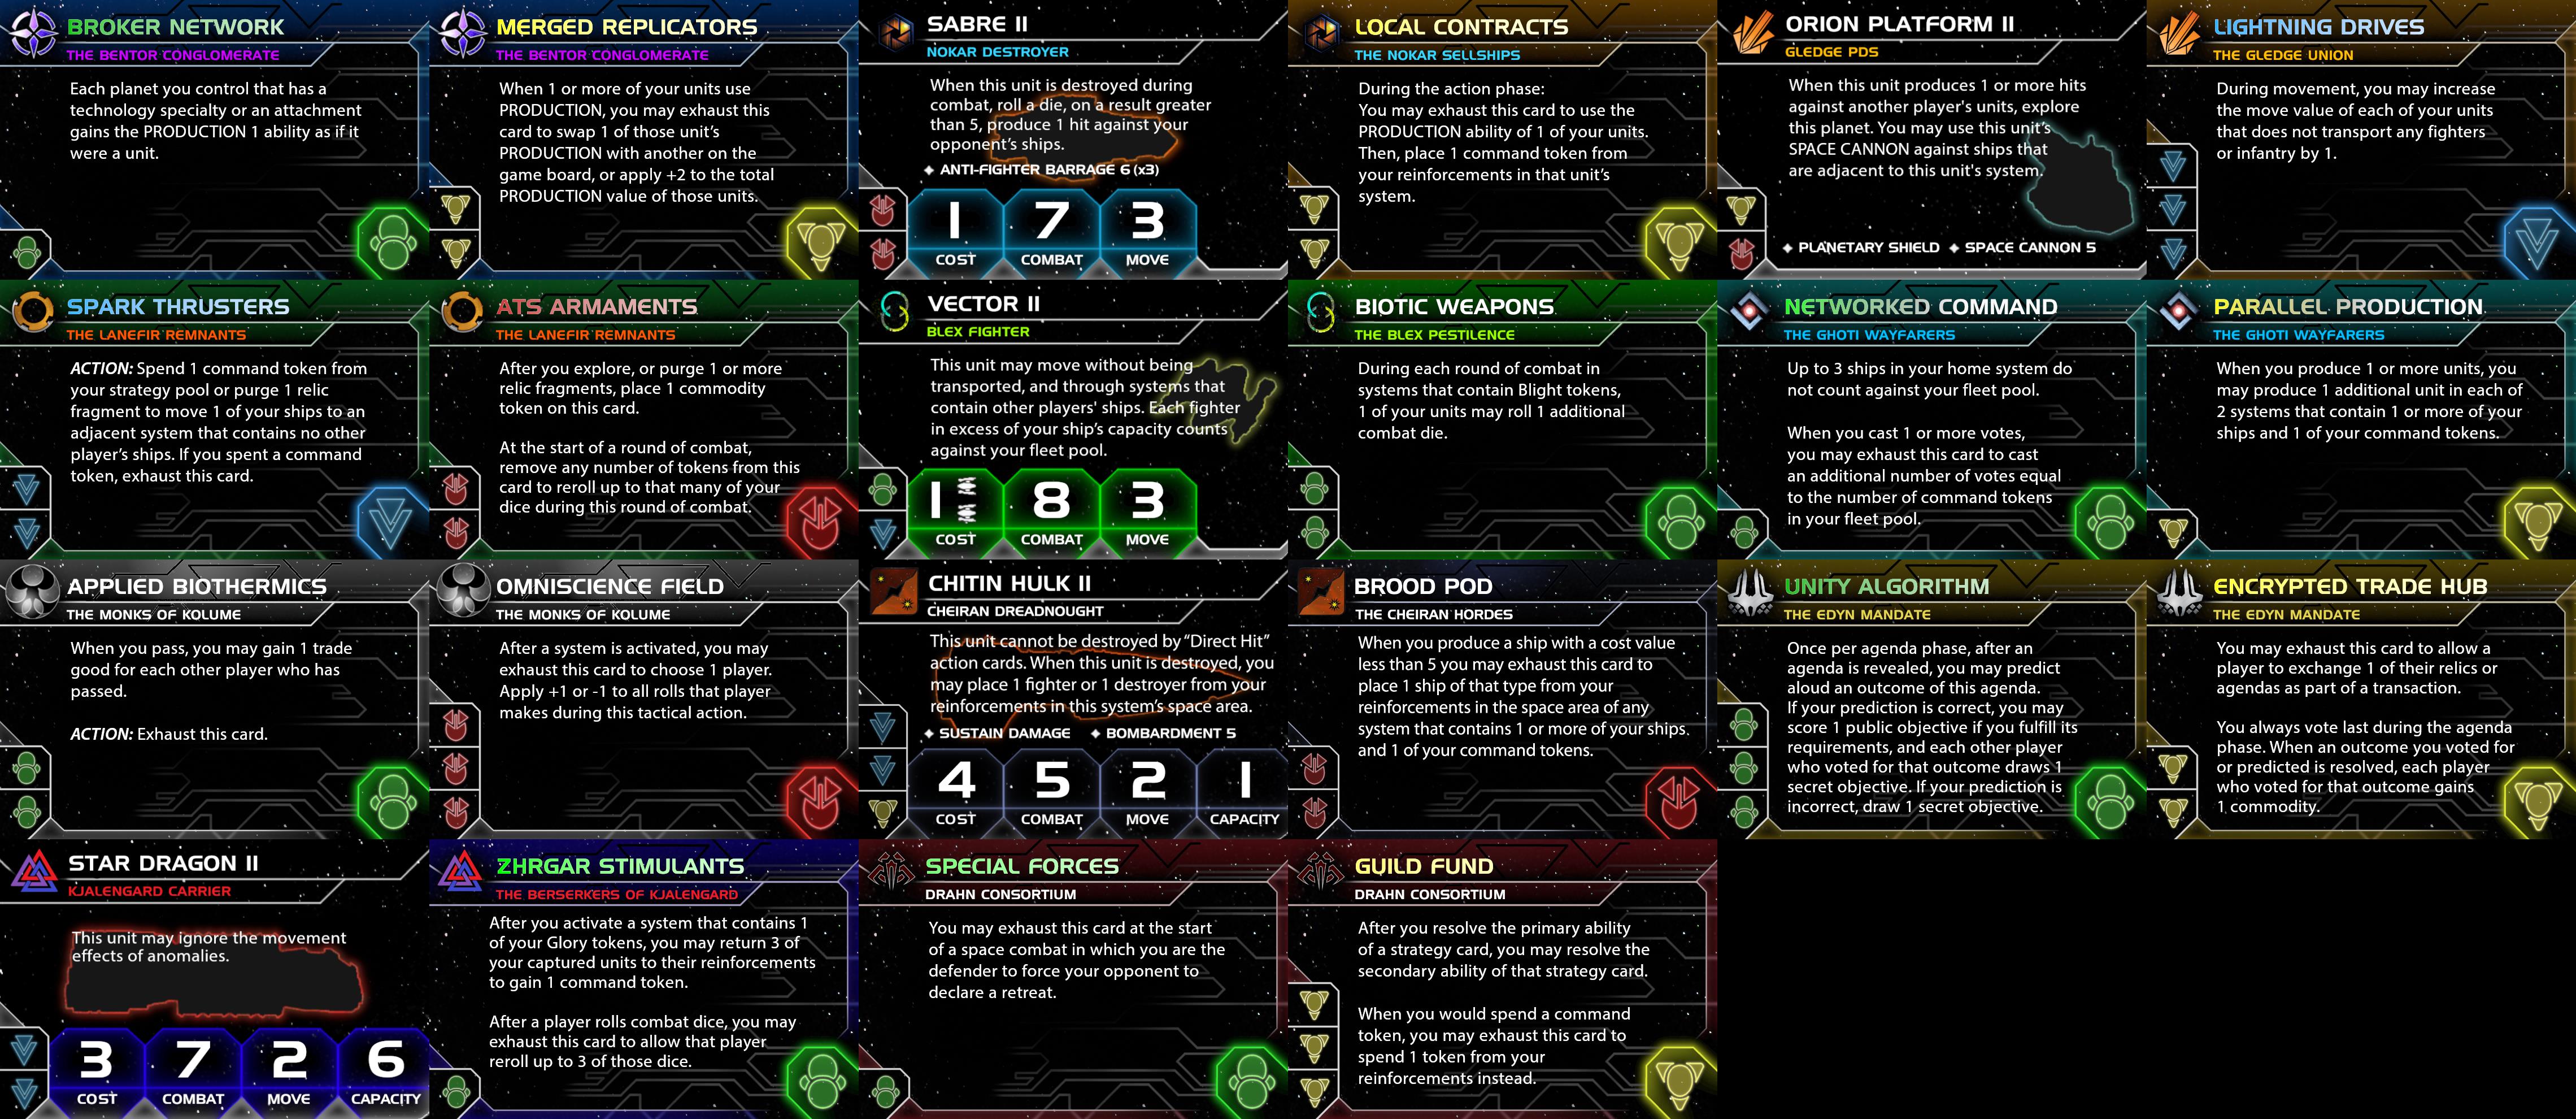 BROKER NETWORK
THE BENTOR CONGLOMERATE
Each planet you control that has a
technology specialty or an attachment
gains the PRODUCTION 1 ability as if it
were a unit.
MERGED REPLICATORS
THE BENTOR CONGLOMERATE
When 1 or more of your units use
PRODUCTION, you may exhaust this
card to swap 1 of those unit's
PRODUCTION with another on the
game board, or apply +2 to the total
PRODUCTION value of those units.
SABRE II
NOKAR DESTROYER
When this unit is destroyed during
combat, roll a die, on a result greater
than 5, produce 1 hit against your
opponent's ships.
ANTI-FIGHTER BARRAGE 6 (x3)
1 7 3
COST COMBAT MOVE
LOCAL CONTRACTS
THE NOKAR SELLSHIPS
During the action phase:
You may exhaust this card to use the
PRODUCTION ability of 1 of your units.
Then, place 1 command token from
your reinforcements in that unit's
system.
ORION PLATFORM II
GLEDGE PDS
When this unit produces 1 or more hits
against another player's units, explore
this planet. You may use this unit's
SPACE CANNON against ships that
are adjacent to this unit's system.
PLANETARY SHIELD SPACE CANNON 5
LIGHTNING DRIVES
THE GLEDGE UNION
During movement, you may increase
the move value of each of your units
that does not transport any fighters
or infantry by 1.
SPARK THRUSTERS
THE LANEFIR REMNANTS
ACTION: Spend 1 command token from
your strategy pool or purge 1 relic
fragment to move 1 of your ships to an
adjacent system that contains no other
player's ships. If you spent a command
token, exhaust this card.
ATS ARMAMENTS
THE LANEFIR REMNANTS
After you explore, or purge 1 or more
relic fragments, place 1 commodity
token on this card.
At the start of a round of combat,
remove any number of tokens from this
card to reroll up to that many of your
dice during this round of combat.
VECTOR II
BLEX FIGHTER
This unit may move without being
transported, and through systems that
contain other players' ships. Each fighter
in excess of your ship's capacity counts
against your fleet pool.
1 8 3
COST COMBAT MOVE
BIOTIC WEAPONS
THE BLEX PESTILENCE
During each round of combat in
systems that contain Blight tokens,
1 of your units may roll 1 additional
combat die.
NETWORKED COMMAND
THE GHOTI WAYFARERS
Up to 3 ships in your home system do
not count against your fleet pool.
When you cast 1 or more votes,
you may exhaust this card to cast
an additional number of votes equal
to the number of command tokens
in your fleet pool.
PARALLEL PRODUCTION
THE GHOTI WAYFARERS
When you produce 1 or more units, you
may produce 1 additional unit in each of
2 systems that contain 1 or more of your
ships and 1 of your command tokens.
APPLIED BIOTHERMICS
THE MONKS OF KOLUME
When you pass, you may gain 1 trade
good for each other player who has
passed.
ACTION: Exhaust this card.
OMNISCIENCE FIELD
THE MONKS OF KOLUME
After a system is activated, you may
exhaust this card to choose 1 player.
Apply +1 or -1 to all rolls that player
makes during this tactical action.
CHITIN HULK II
CHEIRAN DREADNOUGHT
This unit cannot be destroyed by “Direct Hit”
action cards. When this unit is destroyed, you
may place 1 fighter or 1 destroyer from your
reinforcements in this system's space area.
SUSTAIN DAMAGE BOMBARDMENT 5
4 5 2 1
COST COMBAT MOVE CAPACITY
BROOD POD
THE CHEIRAN HORDES
When you produce a ship with a cost value
less than 5 you may exhaust this card to
place 1 ship of that type from your
reinforcements in the space area of any
system that contains 1 or more of your ships.
and 1 of your command tokens.
UNITY ALGORITHM
THE EDYN MANDATE
Once per agenda phase, after an
agenda is revealed, you may predict
aloud an outcome of this agenda.
If your prediction is correct, you may
score 1 public objective if you fulfill its
requirements, and each other player
who voted for that outcome draws 1
secret objective. If your prediction is
incorrect, draw 1 secret objective.
ENCRYPTED TRADE HUB
THE EDYN MANDATE
You may exhaust this card to allow a
player to exchange 1 of their relics or
agendas as part of a transaction.
You always vote last during the agenda
phase. When an outcome you voted for
or predicted is resolved, each player
who voted for that outcome gains
1 commodity.
STAR DRAGON II
KJALENGARD CARRIER
This unit may ignore the movement
effects of anomalies.
3 7 2 6
COST COMBAT MOVE CAPACITY
ZHRGAR STIMULANTS
THE BERSERKERS OF KJALENGARD
After you activate a system that contains 1
of your Glory tokens, you may return 3 of
your captured units to their reinforcements
to gain 1 command token.
After a player rolls combat dice, you may
exhaust this card to allow that player
reroll up to 3 of those dice.
SPECIAL FORCES
DRAHN CONSORTIUM
You may exhaust this card at the start
of a space combat in which you are the
defender to force your opponent to
declare a retreat.
GUILD FUND
DRAHN CONSORTIUM
After you resolve the primary ability
of a strategy card, you may resolve the
secondary ability of that strategy card.
When you would spend a command
token, you may exhaust this card to
spend 1 token from your
reinforcements instead.